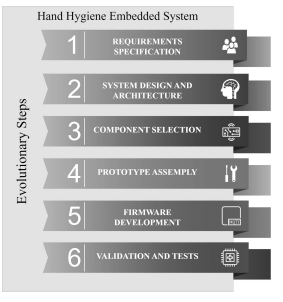 Hand Hygiene Embedded System
Evolutionary Steps
1
REQUIREMENTS
SPECIFICATION
2
SYSTEM DESIGN AND
ARCHITECTURE
3
COMPONENT SELECTION
4
PROTOTYPE ASSEMPLY
5
FIRMWARE
DEVELOPMENT
6
VALIDATION AND TESTS